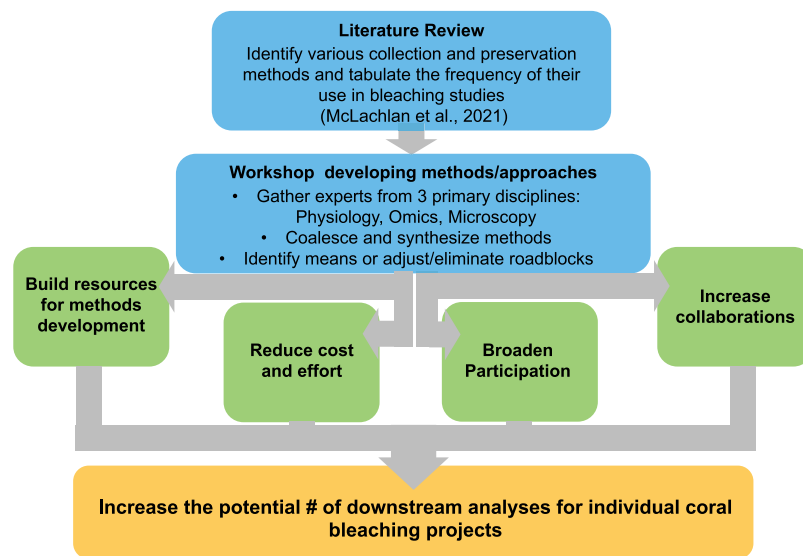 Literature Review
Identify various collection and preservation
methods and tabulate the frequency of their
use in bleaching studies
(McLachlan et al., 2021)
Workshop developing methods/approaches
• Gather experts from 3 primary disciplines:
Physiology, Omics, Microscopy
• Coalesce and synthesize methods
• Identify means or adjust/eliminate roadblocks
Build resources
for methods
development
Reduce cost
and effort
Broaden
Participation
Increase
collaborations
Increase the potential # of downstream analyses for individual coral
bleaching projects